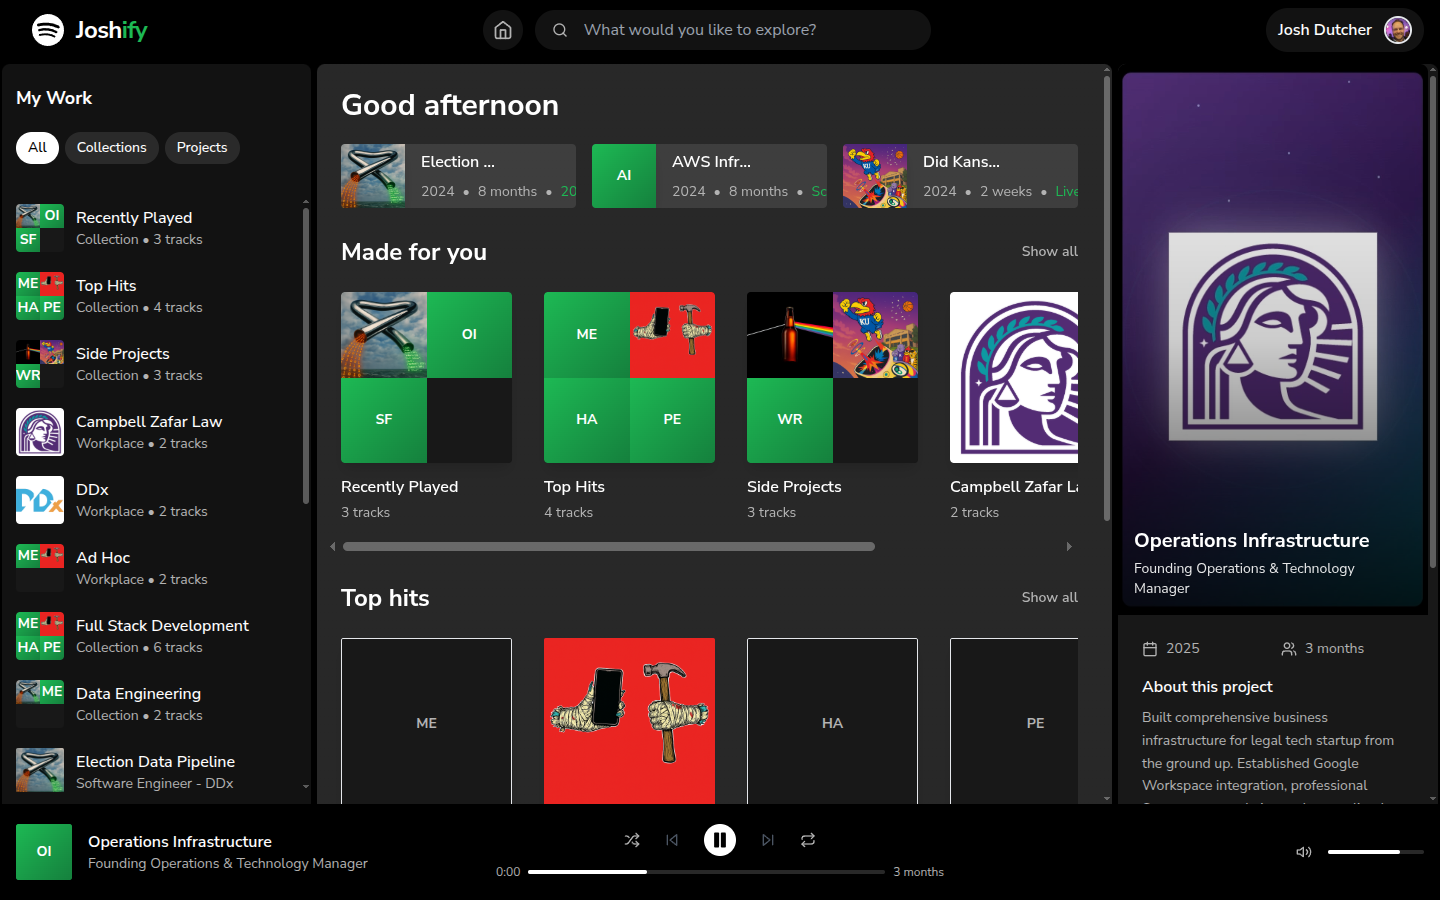 Joshify
What would you like to explore?
Josh Dutcher
My Work
All
Collections
Projects
OI
SF
Recently Played
Collection • 3 tracks
ME
HA PE
Top Hits
Collection • 4 tracks
WR
Side Projects
Collection • 3 tracks
Campbell Zafar Law
Workplace • 2 tracks
DDx
DDx
Workplace • 2 tracks
ME
Ad Hoc
Workplace • 2 tracks
ME
HA PE
Full Stack Development
Collection • 6 tracks
ME
Data Engineering
Collection • 2 tracks
Election Data Pipeline
Software Engineer - DDx
Good afternoon
Election ...
2024 • 8 months • 20
AI
AWS Infr...
2024 • 8 months • Sc
KU
Did Kans...
2024 • 2 weeks • Live
Made for you
Show all
OI
SF
Recently Played
3 tracks
ME
HA
PE
Top Hits
4 tracks
KU
WR
Side Projects
3 tracks
Campbell Zafar La
2 tracks
Top hits
Show all
ME
HA
PE
Operations Infrastructure
Founding Operations & Technology
Manager
2025
3 months
About this project
Built comprehensive business
infrastructure for legal tech startup from
the ground up. Established Google
Workspace integration, professional
OI
Operations Infrastructure
Founding Operations & Technology Manager
0:00
3 months